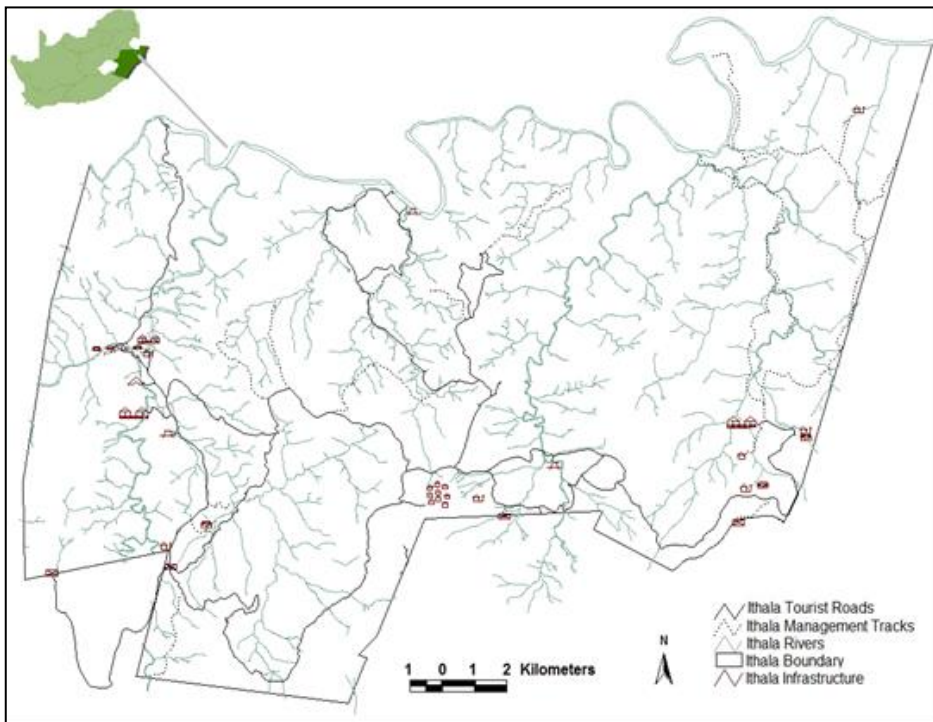 Ithala Tourist Roads
Ithala Management Tracks
Ithala Rivers
Ithala Boundary
Ithala Infrastructure
N
1 0 1 2 Kilometers